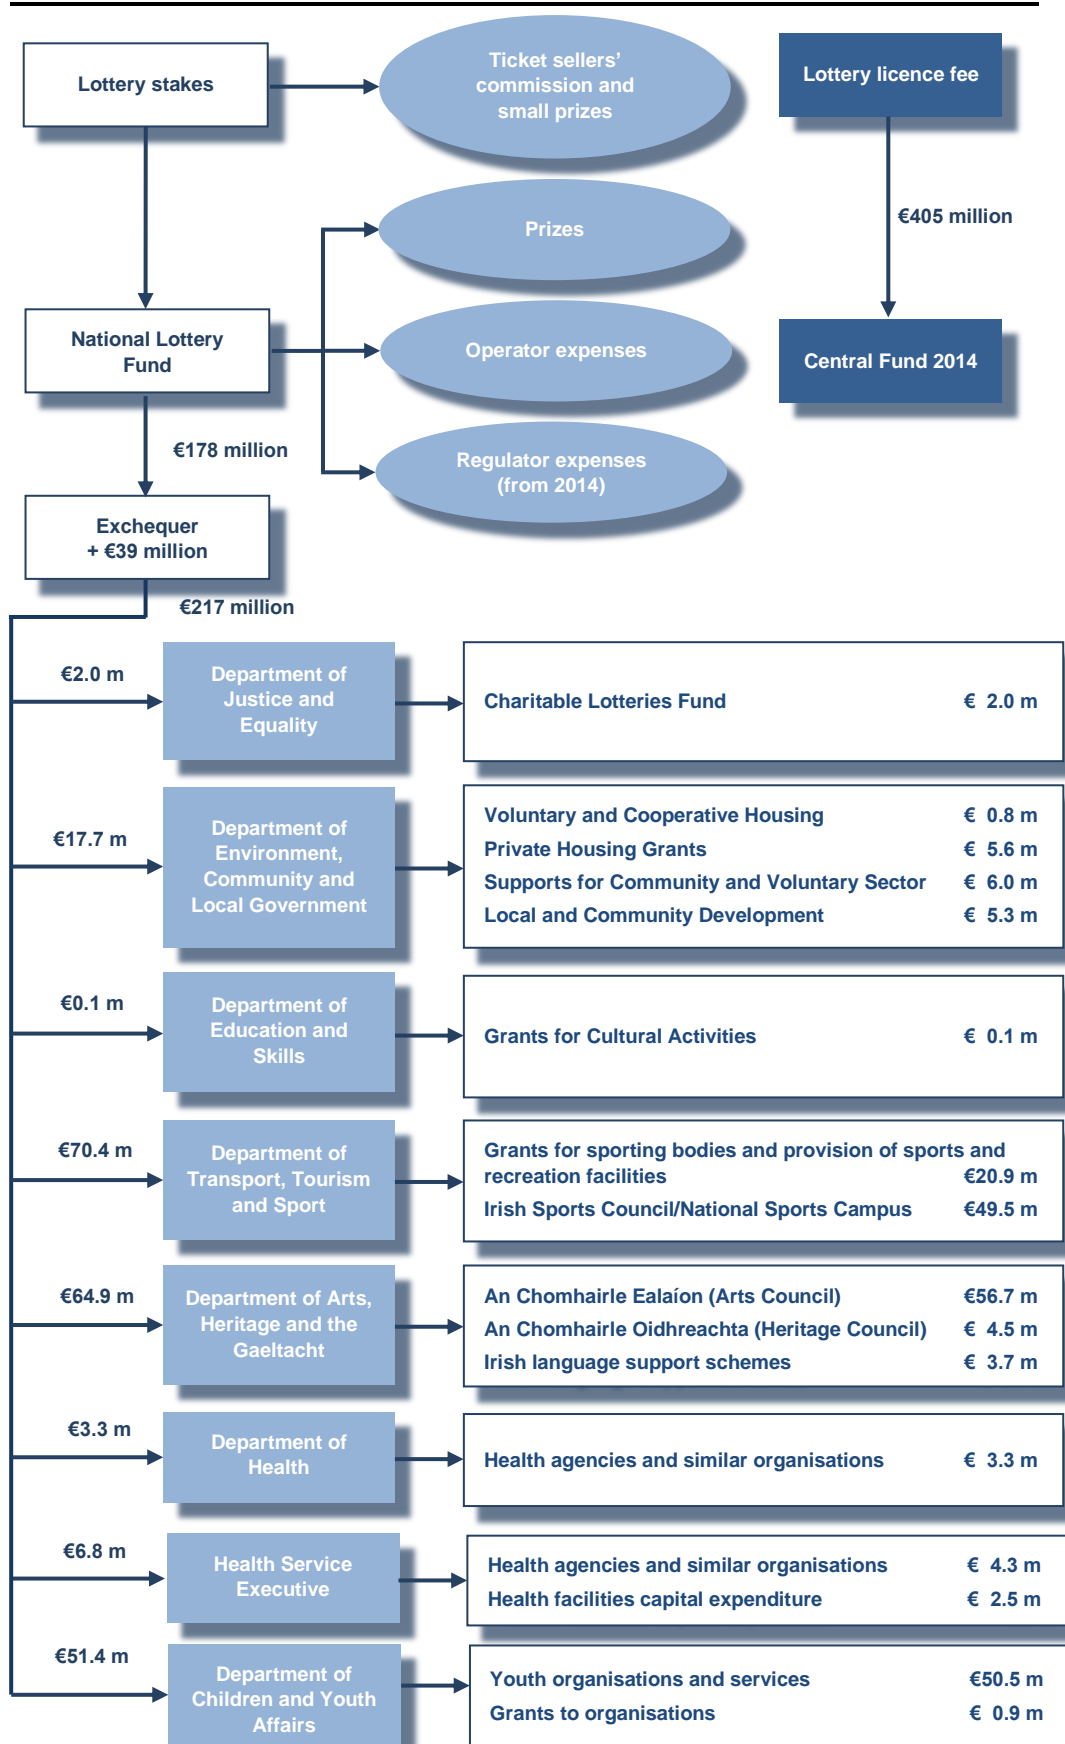 Lottery stakes
Ticket sellers’
commission and
small prizes
Lottery licence fee
€405 million
Prizes
National Lottery
Fund
Operator expenses
Central Fund 2014
€178 million
Regulator expenses
(from 2014)
Exchequer
+ €39 million
€217 million
€2.0 m
Department of
Justice and
Equality
Charitable Lotteries Fund € 2.0 m
€17.7 m
Department of
Environment,
Community and
Local Government
Voluntary and Cooperative Housing € 0.8 m
Private Housing Grants € 5.6 m
Supports for Community and Voluntary Sector € 6.0 m
Local and Community Development € 5.3 m
€0.1 m
Department of
Education and
Skills
Grants for Cultural Activities € 0.1 m
€70.4 m
Department of
Transport, Tourism
and Sport
Grants for sporting bodies and provision of sports and
recreation facilities €20.9 m
Irish Sports Council/National Sports Campus €49.5 m
€64.9 m
Department of Arts,
Heritage and the
Gaeltacht
An Chomhairle Ealaíon (Arts Council) €56.7 m
An Chomhairle Oidhreachta (Heritage Council) € 4.5 m
Irish language support schemes € 3.7 m
€3.3 m
Department of
Health
Health agencies and similar organisations € 3.3 m
€6.8 m
Health Service
Executive
Health agencies and similar organisations € 4.3 m
Health facilities capital expenditure € 2.5 m
€51.4 m
Department of
Children and Youth
Affairs
Youth organisations and services €50.5 m
Grants to organisations € 0.9 m